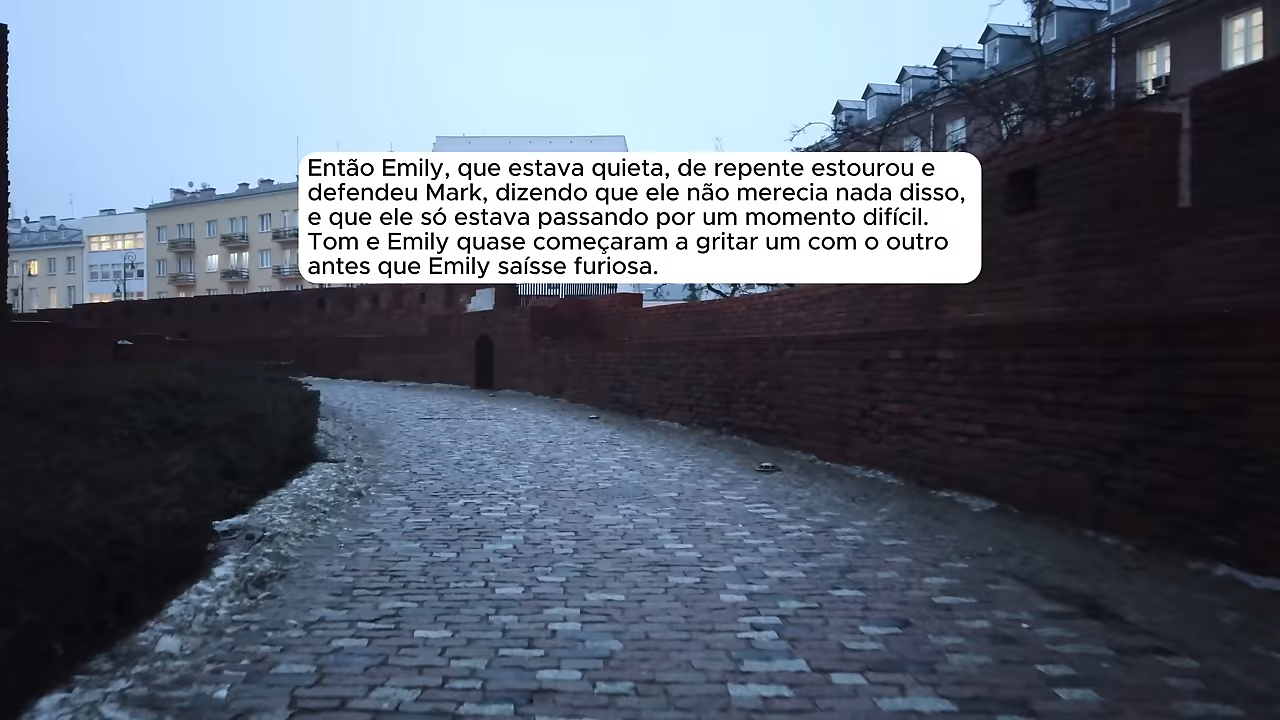 Então Emily, que estava quieta, de repente estourou e
defendeu Mark, dizendo que ele não merecia nada disso,
e que ele só estava passando por um momento difícil.
Tom e Emily quase começaram a gritar um com o outro
antes que Emily saísse furiosa.